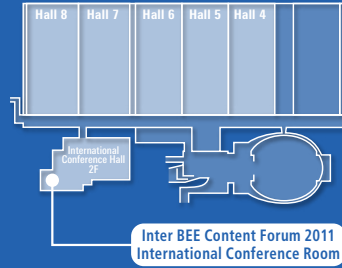 Hall 8 Hall 7 Hall 6 Hall 5 Hall 4
International
Conference Hall
2F
Inter BEE Content Forum 2011
International Conference Room